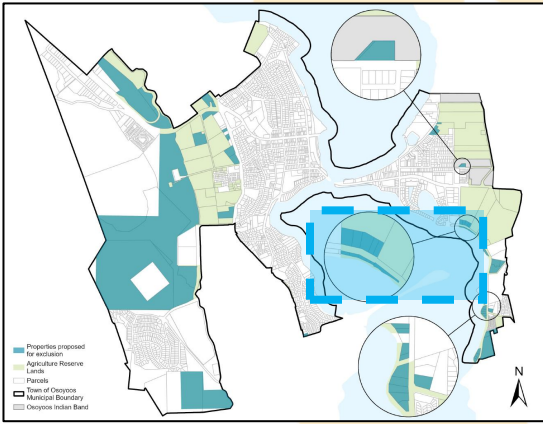 N
Properties proposed
for exclusion
Agriculture Reserve
Lands
Parcels
Town of Osoyoos
Municipal Boundary
Osoyoos Indian Band